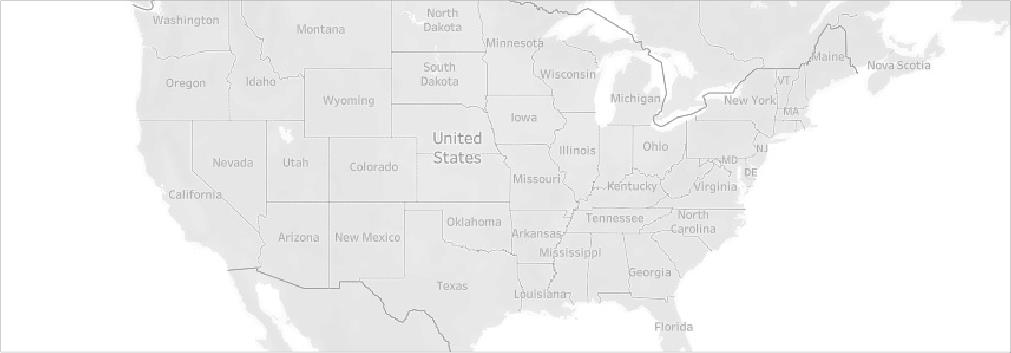 Washington
North
Dakota
Montana
Minnesota
Maine
Nova Scotia
South
Dakota
Wisconsin
Oregon
Idaho
VT
Wyoming
Michigan
New York
MA
Iowa
United
States
Illinois
Ohio
NJ
MD
Nevada
Utah
Colorado
DE
Missouri
Kentucky
Virginia
California
Oklahoma
Tennessee
North
Carolina
Arizona
New Mexico
Arkansas
Mississippi
Georgia
Texas
Louisiana
Florida